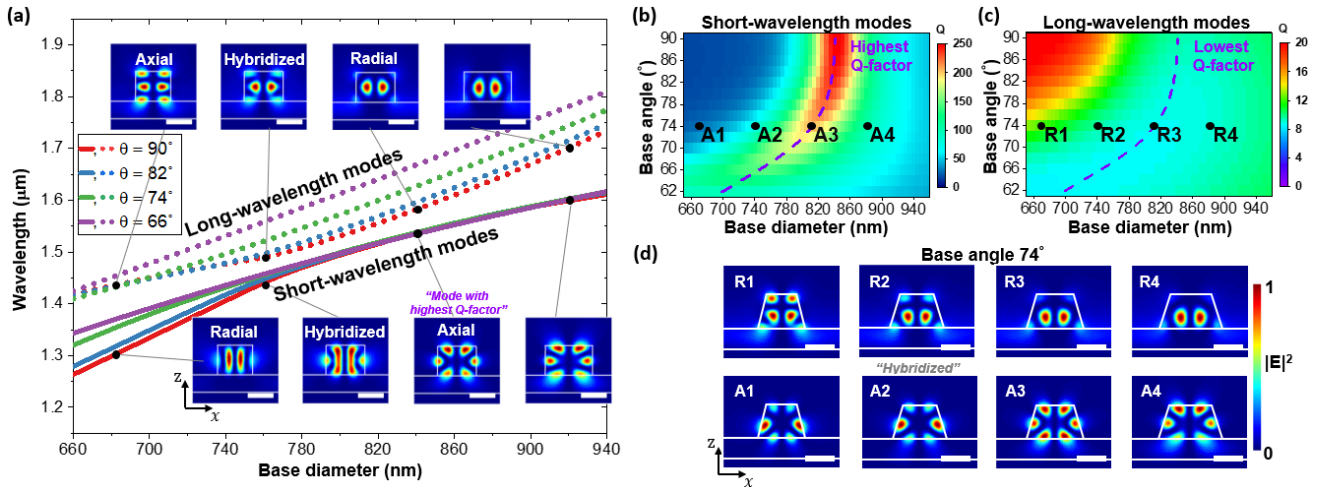 (a)
Wavelength (μm)
1.9
1.8
1.7
1.6
1.5
1.4
1.3
1.2
Axial
Hybridized
Radial
, θ = 90°
, θ = 82°
, θ = 74°
, θ = 66°
Long-wavelength modes
Short-wavelength modes
"Mode with
highest Q-factor"
Radial
Hybridized
Axial
z
x
660 700 740 780 820 860 900 940
Base diameter (nm)
(b)
Short-wavelength modes
Q
Highest
Q-factor
A1 A2 A3 A4
Base angle (°)
90
86
82
78
74
70
66
62
660 700 740 780 820 860 900 940
Base diameter (nm)
250
200
150
100
50
0
(c)
Long-wavelength modes
Q
Lowest
Q-factor
R1 R2 R3 R4
Base angle (°)
90
86
82
78
74
70
66
62
660 700 740 780 820 860 900 940
Base diameter (nm)
20
16
12
8
4
0
(d)
Base angle 74°
R1 R2 R3 R4
"Hybridized"
A1 A2 A3 A4
z
x
1
|E|²
0